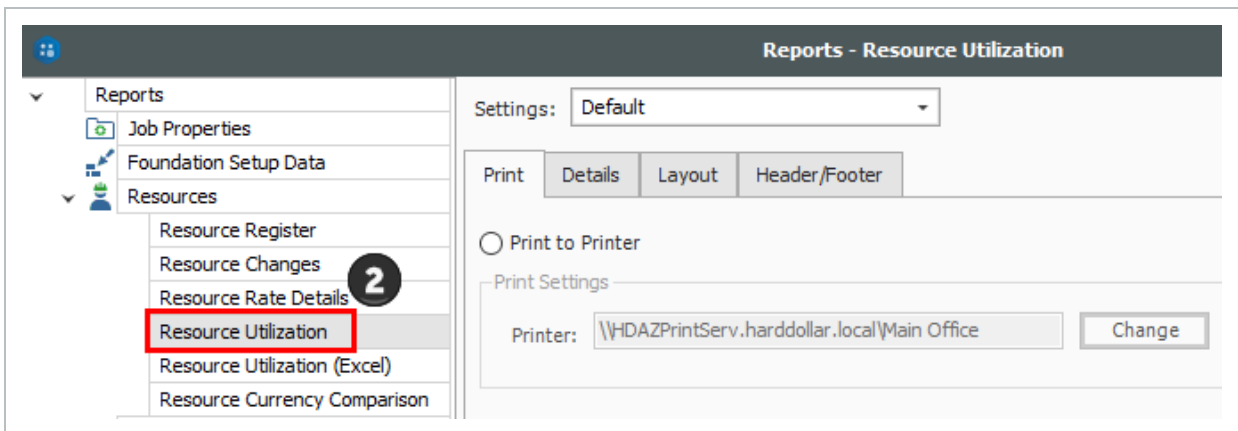 Reports - Resource Utilization
Reports
Job Properties
Foundation Setup Data
Resources
Resource Register
Resource Changes
Resource Rate Details
2
Resource Utilization
Resource Utilization (Excel)
Resource Currency Comparison
Settings: Default
Print Details Layout Header/Footer
Print to Printer
Print Settings
Printer: \\HDAZPrintServ.harddollar.local\Main Office Change